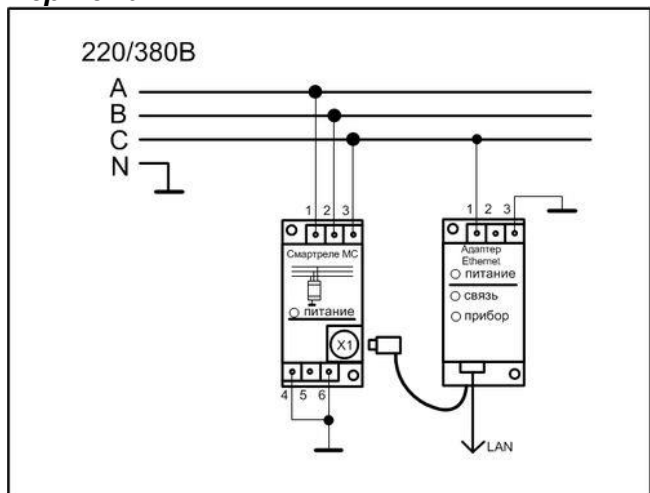 220/380В
A
B
C
N
1 2 3
1 2 3
Смартреле МС
питание
X1
4 5 6
Адаптер
Ethernet
питание
связь
прибор
LAN